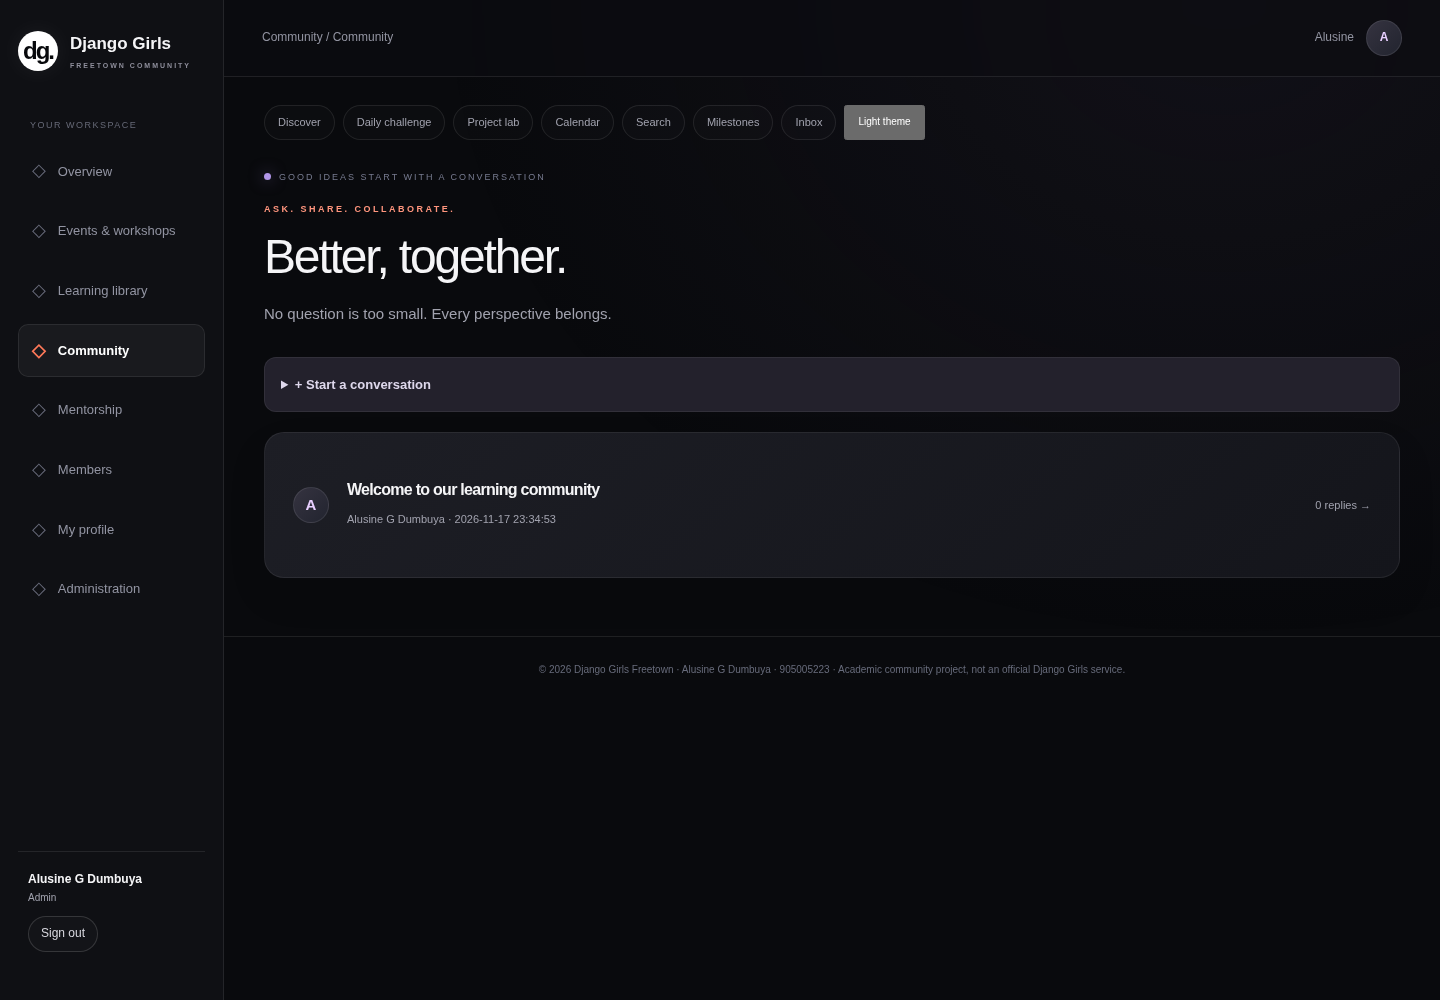 dg.
Django Girls
FREETOWN COMMUNITY
YOUR WORKSPACE
Overview
Events & workshops
Learning library
Community
Mentorship
Members
My profile
Administration
Alusine G Dumbuya
Admin
Sign out
Community / Community
Alusine
A
Discover
Daily challenge
Project lab
Calendar
Search
Milestones
Inbox
Light theme
GOOD IDEAS START WITH A CONVERSATION
ASK. SHARE. COLLABORATE.
Better, together.
No question is too small. Every perspective belongs.
+ Start a conversation
A
Welcome to our learning community
Alusine G Dumbuya · 2026-11-17 23:34:53
0 replies →
© 2026 Django Girls Freetown · Alusine G Dumbuya · 905005223 · Academic community project, not an official Django Girls service.